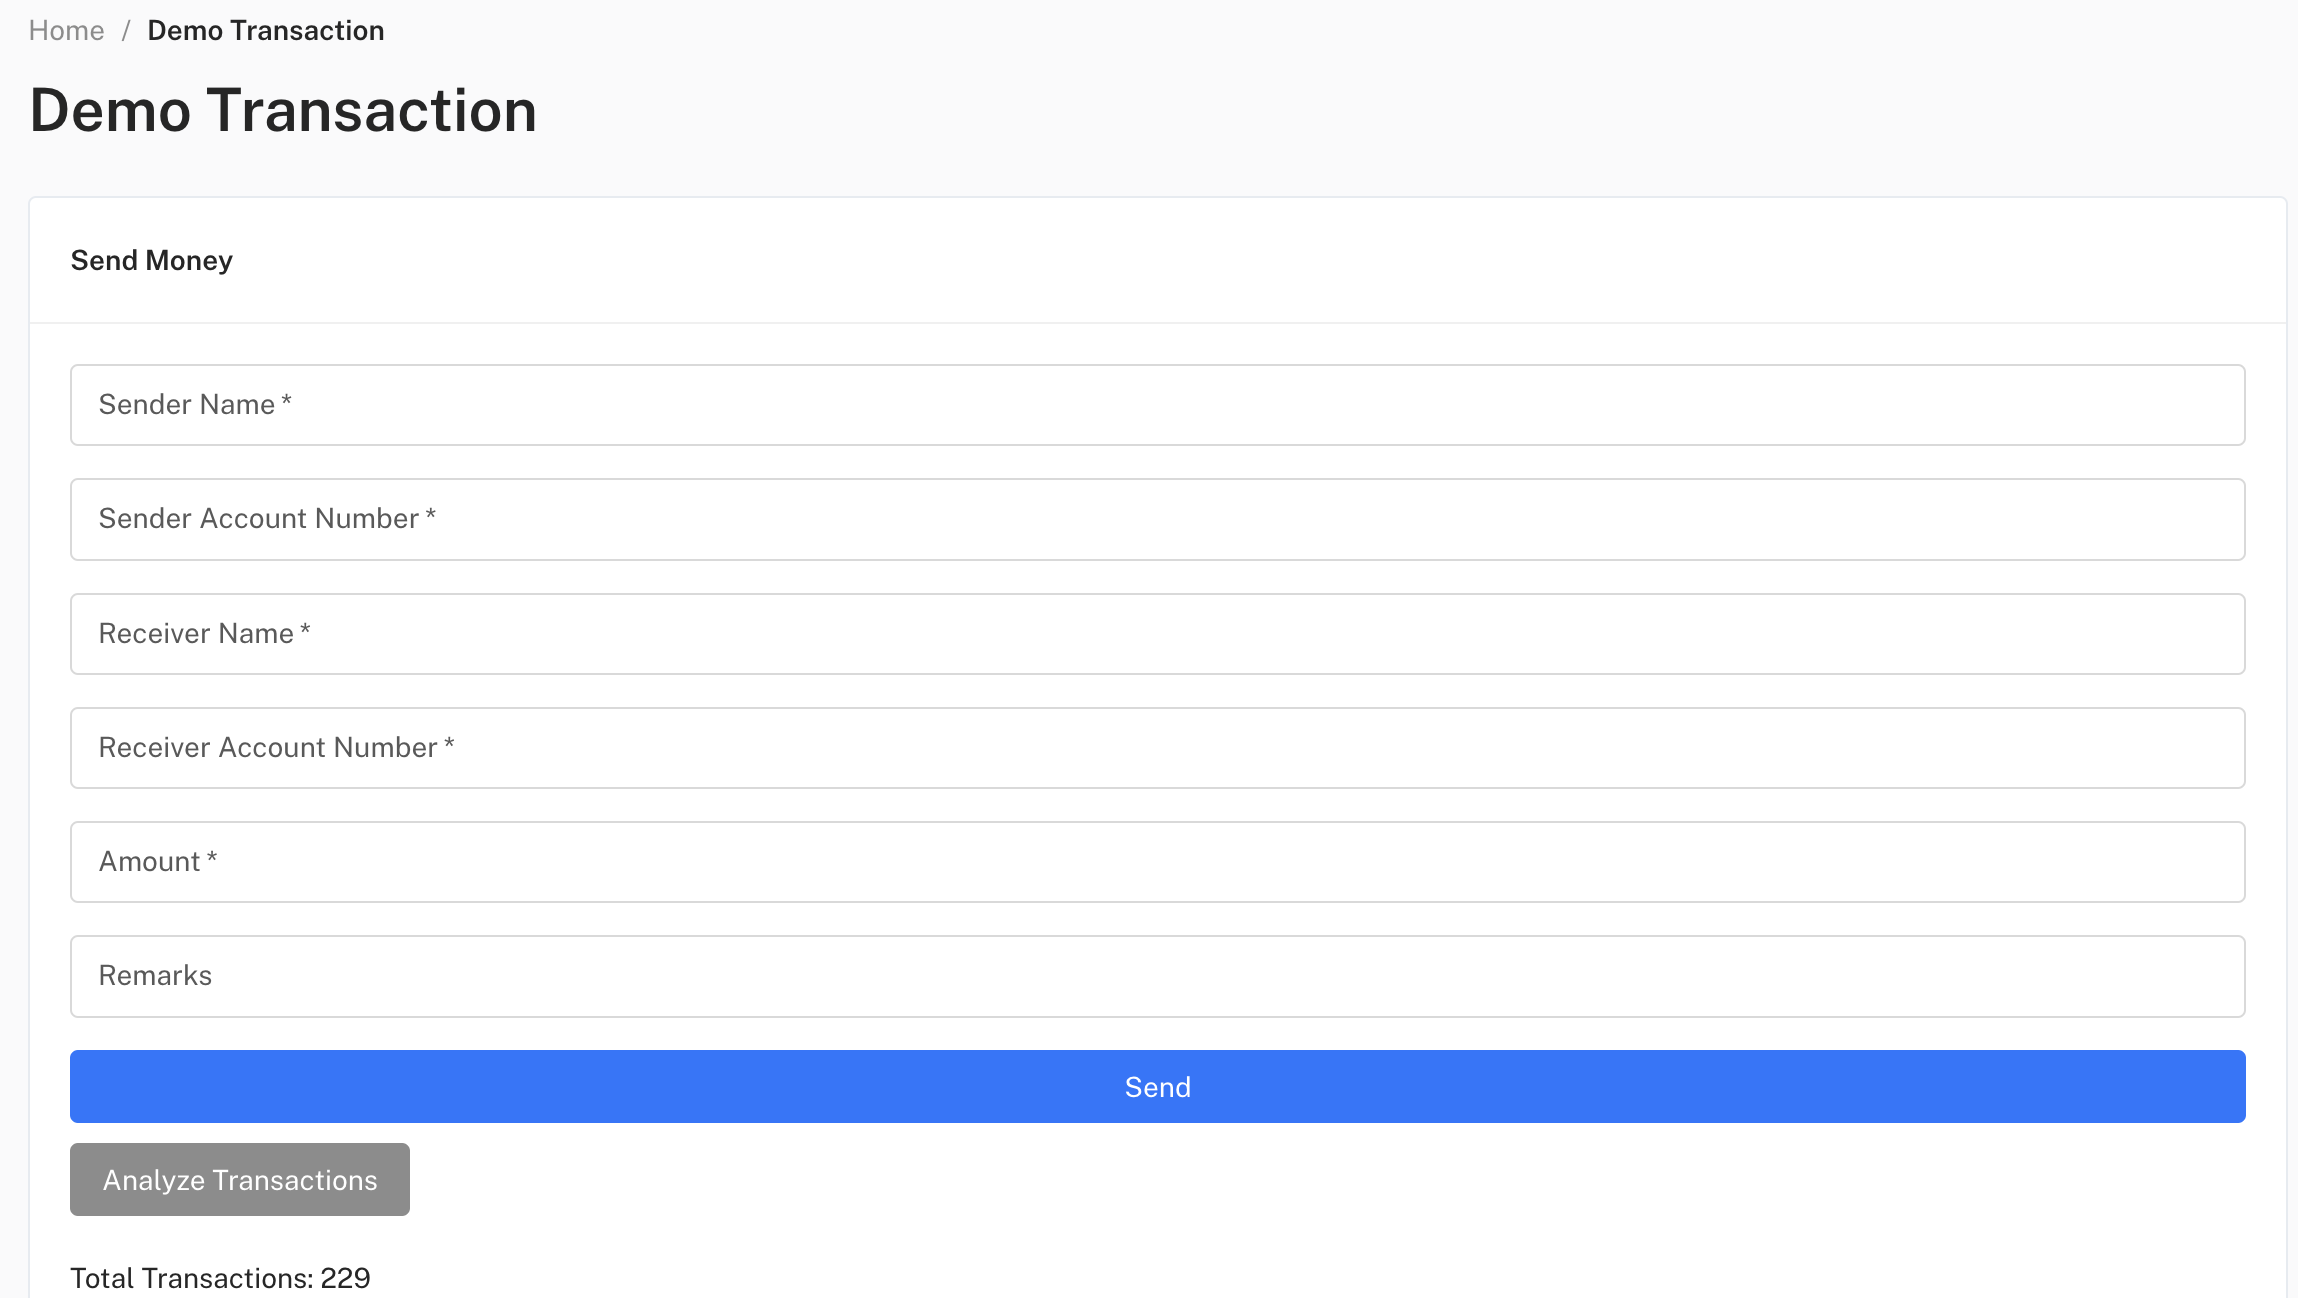 Home / Demo Transaction
Demo Transaction
Send Money
Sender Name *
Sender Account Number *
Receiver Name *
Receiver Account Number *
Amount *
Remarks
Send
Analyze Transactions
Total Transactions: 229